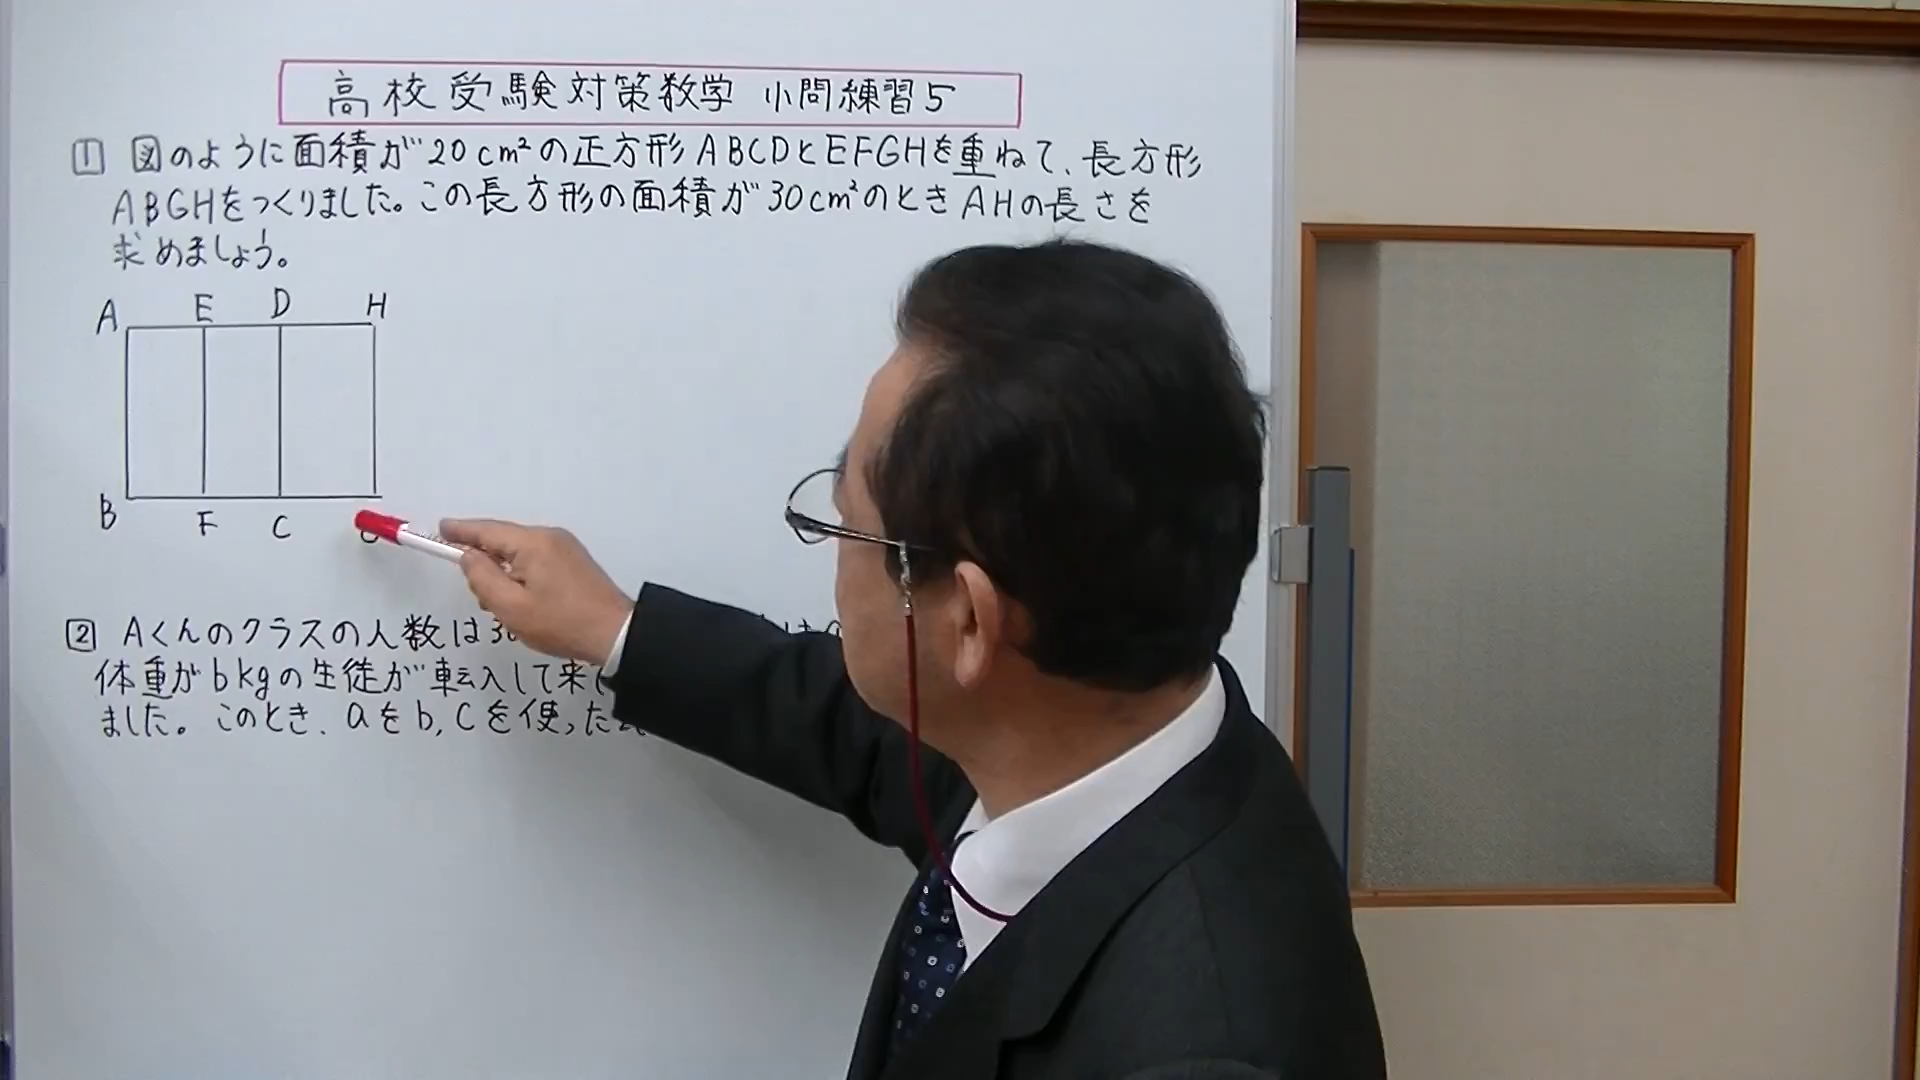 高校受験対策数学 小問練習5
1 図のように面積が20cm²の正方形ABCDとEFGHを重ねて、長方形
ABGHをつくりました。この長方形の面積が30cm²のときAHの長さを
求めましょう。
A E D H
B F C
2 Aくんのクラスの人数は
体重がbkgの生徒が転入して来
ました。このとき、aをb,cを使った